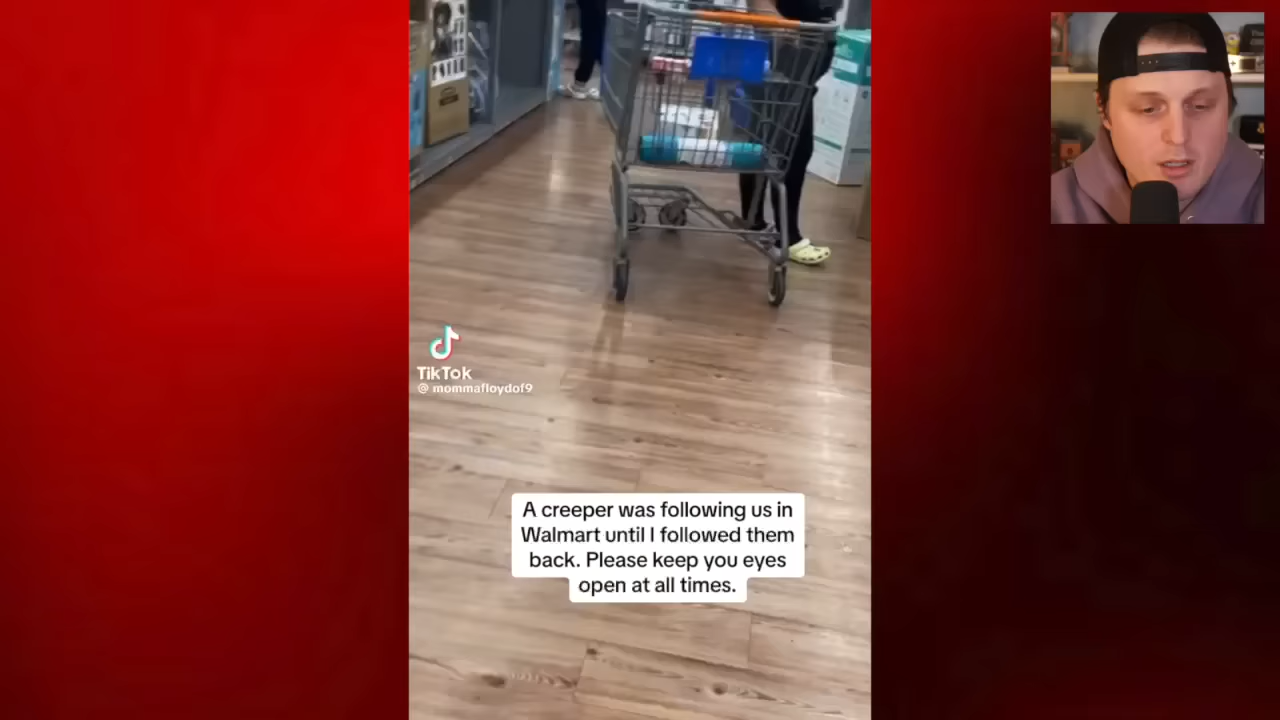 TikTok
@ mommafloydof9
A creeper was following us in
Walmart until I followed them
back. Please keep you eyes
open at all times.